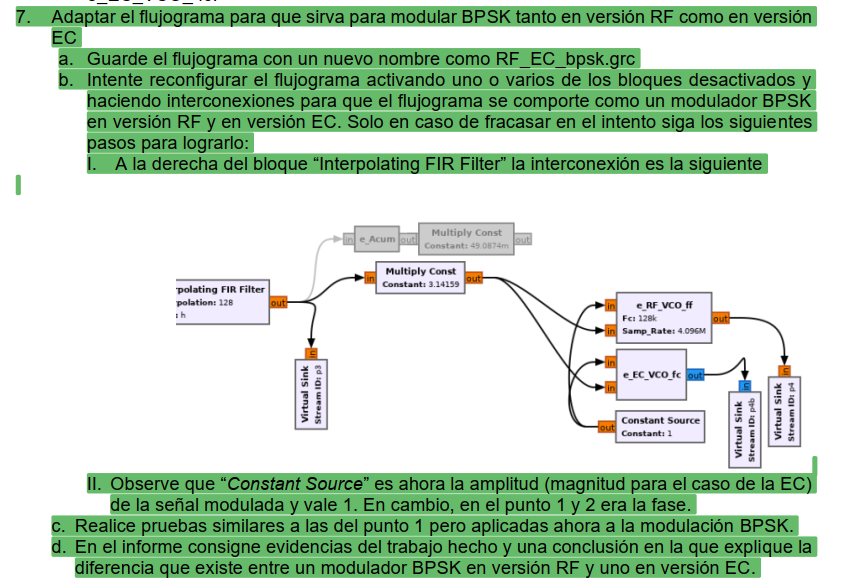 7. Adaptar el flujograma para que sirva para modular BPSK tanto en versión RF como en versión
EC
a. Guarde el flujograma con un nuevo nombre como RF_EC_bpsk.grc
b. Intente reconfigurar el flujograma activando uno o varios de los bloques desactivados y
haciendo interconexiones para que el flujograma se comporte como un modulador BPSK
en versión RF y en versión EC. Solo en caso de fracasar en el intento siga los siguientes
pasos para lograrlo:
I. A la derecha del bloque “Interpolating FIR Filter” la interconexión es la siguiente
in
e_Acum
out
Multiply Const
Constant: 49.0874m
out
rpolating FIR Filter
rpolation: 128
: h
out
in
Multiply Const
Constant: 3.14159
out
in
Virtual Sink
Stream ID: p3
in
in
e_RF_VCO_ff
Fc: 128k
Samp_Rate: 4.096M
out
in
in
e_EC_VCO_fc
out
out
Constant Source
Constant: 1
in
Virtual Sink
Stream ID: p4b
in
Virtual Sink
Stream ID: p4
II. Observe que “Constant Source” es ahora la amplitud (magnitud para el caso de la EC)
de la señal modulada y vale 1. En cambio, en el punto 1 y 2 era la fase.
c. Realice pruebas similares a las del punto 1 pero aplicadas ahora a la modulación BPSK.
d. En el informe consigne evidencias del trabajo hecho y una conclusión en la que explique la
diferencia que existe entre un modulador BPSK en versión RF y uno en versión EC.